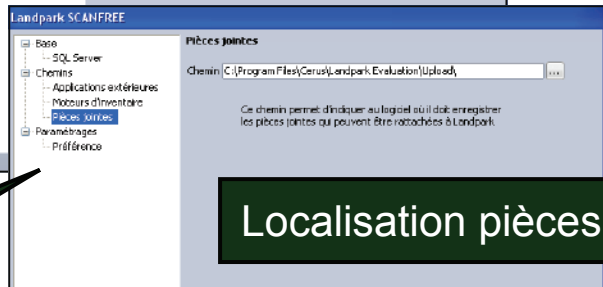 Landpark SCANFREE
Base
SQL Server
Chemins
Applications extérieures
Moteurs d'inventaire
Pièces jointes
Paramétrages
Préférence
Pièces jointes
Chemin C:\Program Files\Cerus\Landpark Evaluation\Upload\ ...
Ce chemin permet d'indiquer au logiciel où il doit enregistrer
les pièces jointes qui peuvent être rattachées à Landpark
Localisation pièces